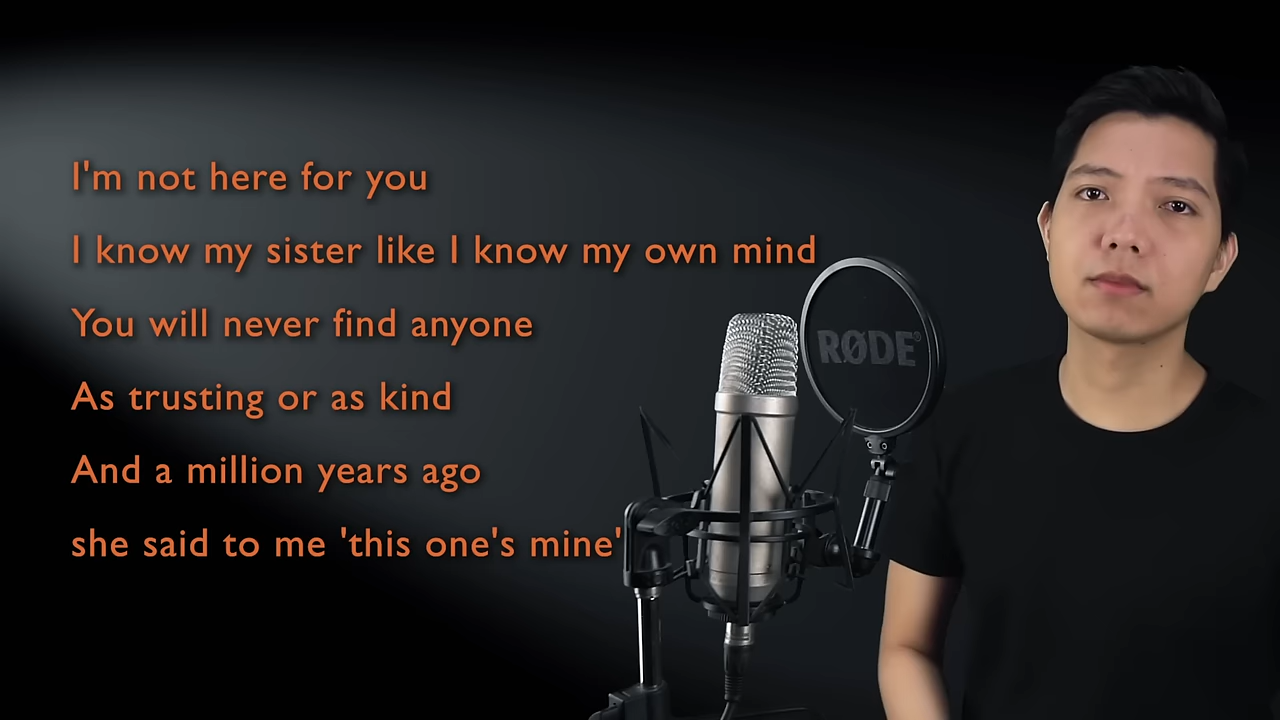 I'm not here for you
I know my sister like I know my own mind
You will never find anyone
As trusting or as kind
And a million years ago
she said to me 'this one's mine'
RØDE®